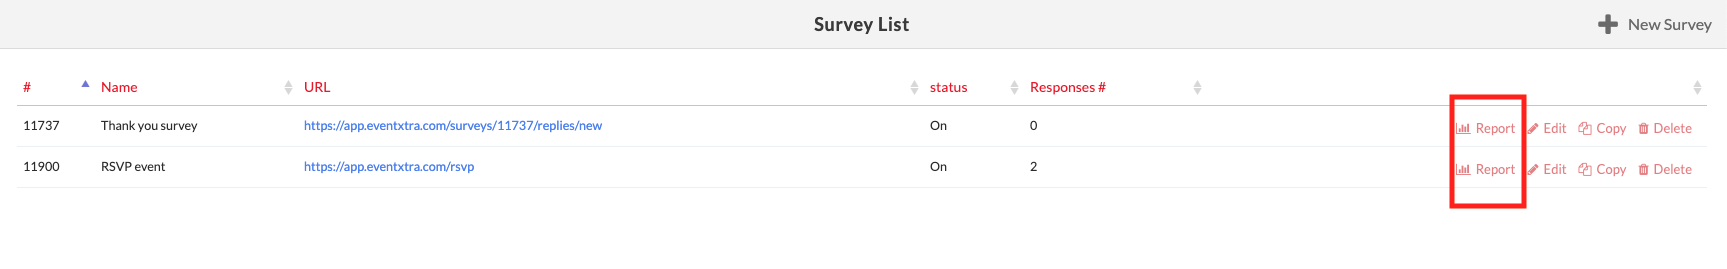 Survey List
New Survey
# Name URL status Responses #
11737 Thank you survey https://app.eventxtra.com/surveys/11737/replies/new On 0 Report Edit Copy Delete
11900 RSVP event https://app.eventxtra.com/rsvp On 2 Report Edit Copy Delete